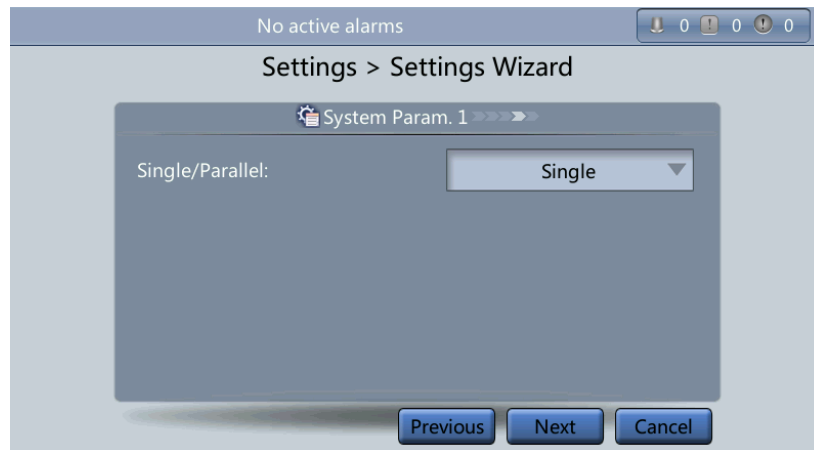 No active alarms 0 0 0
Settings > Settings Wizard
System Param. 1
Single/Parallel: Single
Previous Next Cancel